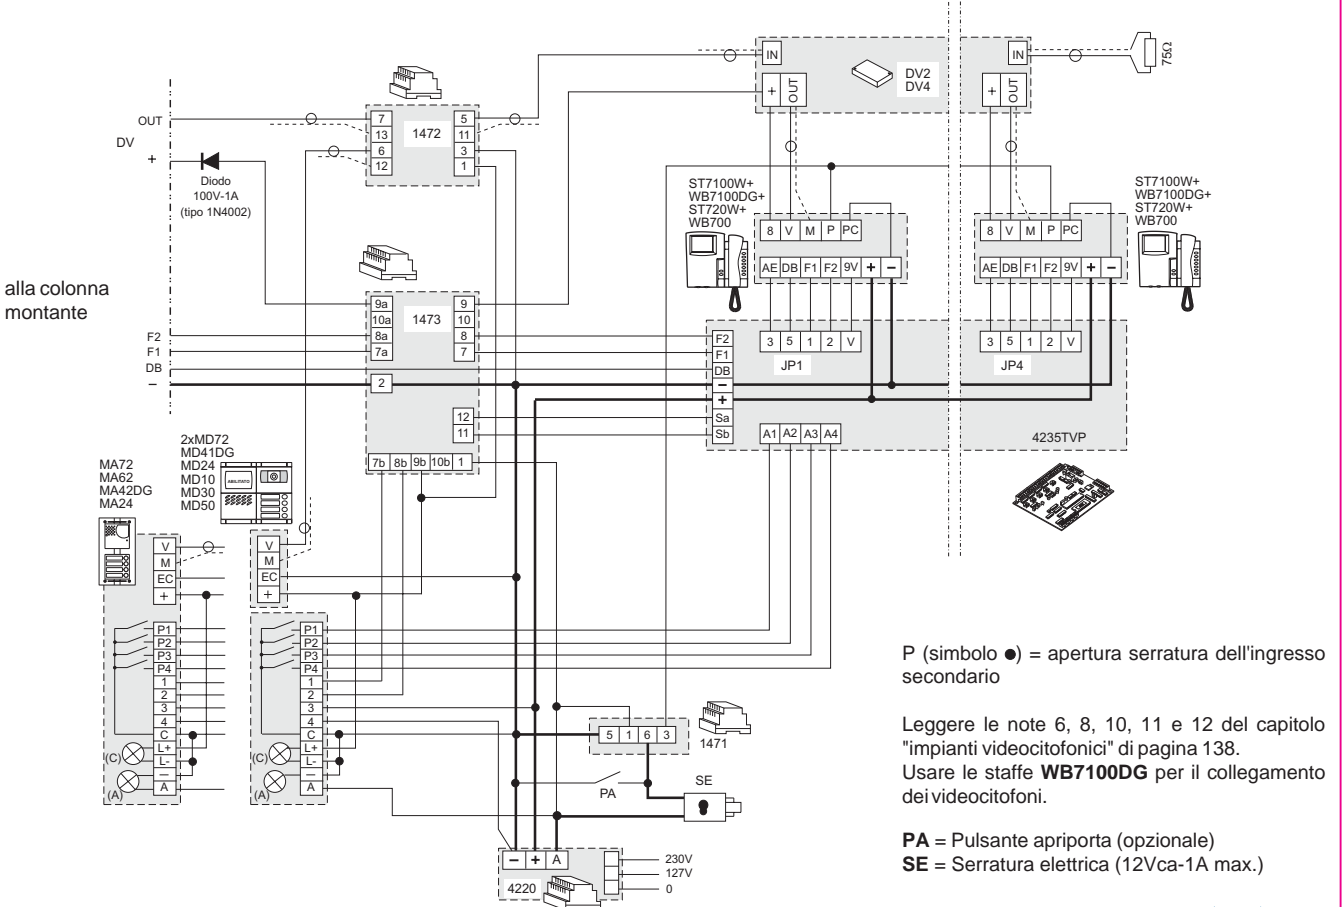 IN
IN
75Ω
DV2
DV4
+
OUT
+
OUT
OUT
7
5
1472
DV
13
11
6
3
+
12
1
Diodo
100V-1A
(tipo 1N4002)
ST7100W+
WB7100DG+
ST720W+
WB700
ST7100W+
WB7100DG+
ST720W+
WB700
8 V M P PC
8 V M P PC
AE DB F1 F2 9V + −
AE DB F1 F2 9V + −
alla colonna
montante
9a
9
10a
1473
10
8a
8
7a
7
F2
F1
DB
−
2
12
11
7b 8b 9b 10b 1
F2
F1
DB
−
+
Sa
Sb
3 5 1 2 V
JP1
3 5 1 2 V
JP4
A1 A2 A3 A4
4235TVP
MA72
MA62
MA42DG
MA24
2xMD72
MD41DG
MD24
MD10
MD30
MD50
ABILITATO
V
M
EC
+
V
M
EC
+
P1
P2
P3
P4
1
2
3
4
C
L+
L-
−
A
(C)
(A)
P1
P2
P3
P4
1
2
3
4
C
L+
L-
−
A
(C)
(A)
5 1 6 3
1471
PA
SE
− + A
4220
230V
127V
0
P (simbolo ●) = apertura serratura dell'ingresso
secondario
Leggere le note 6, 8, 10, 11 e 12 del capitolo
"impianti videocitofonici" di pagina 138.
Usare le staffe WB7100DG per il collegamento
dei videocitofoni.
PA = Pulsante apriporta (opzionale)
SE = Serratura elettrica (12Vca-1A max.)